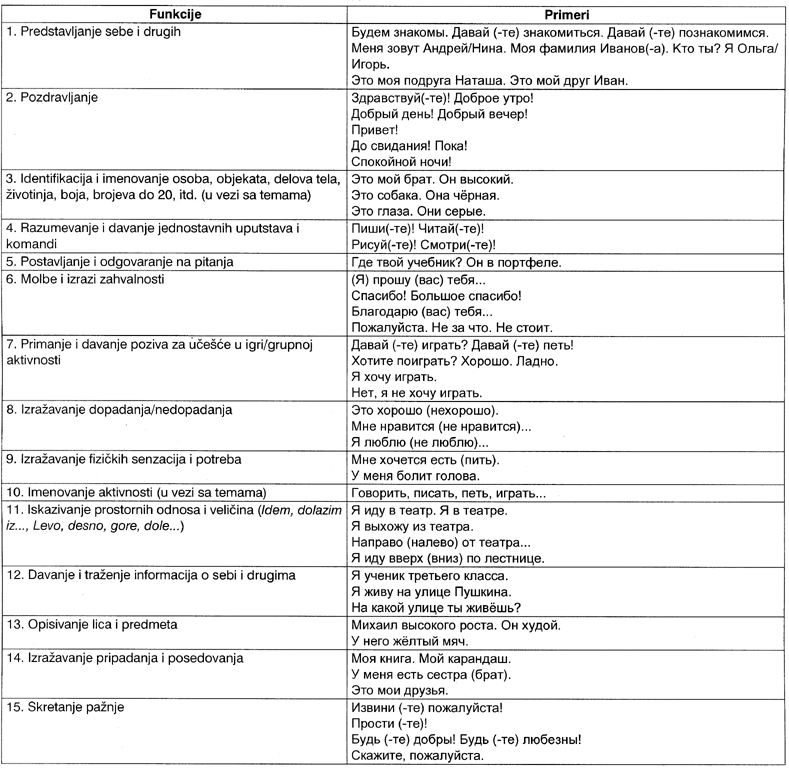 Funkcije
Primeri
1. Predstavljanje sebe i drugih
Будем знакомы. Давай (-те) знакомиться. Давай (-те) познакомимся.
Меня зовут Андрей/Нина. Моя фамилия Иванов(-а). Кто ты? Я Ольга/
Игорь.
Это моя подруга Наташа. Это мой друг Иван.
2. Pozdravljanje
Здравствуй(-те)! Доброе утро!
Добрый день! Добрый вечер!
Привет!
До свидания! Пока!
Спокойной ночи!
3. Identifikacija i imenovanje osoba, objekata, delova tela,
životinja, boja, brojeva do 20, itd. (u vezi sa temama)
Это мой брат. Он высокий.
Это собака. Она чёрная.
Это глаза. Они серые.
4. Razumevanje i davanje jednostavnih uputstava i
komandi
Пиши(-те)! Читай(-те)!
Рисуй(-те)! Смотри(-те)!
5. Postavljanje i odgovaranje na pitanja
Где твой учебник? Он в портфеле.
6. Molbe i izrazi zahvalnosti
(Я) прошу (вас) тебя...
Спасибо! Большое спасибо!
Благодарю (вас) тебя...
Пожалуйста. Не за что. Не стоит.
7. Primanje i davanje poziva za učešće u igri/grupnoj
aktivnosti
Давай (-те) играть? Давай (-те) петь!
Хотите поиграть? Хорошо. Ладно.
Я хочу играть.
Нет, я не хочу играть.
8. Izražavanje dopadanja/nedopadanja
Это хорошо (нехорошо).
Мне нравится (не нравится)...
Я люблю (не люблю)...
9. Izražavanje fizičkih senzacija i potreba
Мне хочется есть (пить).
У меня болит голова.
10. Imenovanje aktivnosti (u vezi sa temama)
Говорить, писать, петь, играть...
11. Iskazivanje prostornih odnosa i veličina (Idem, dolazim
iz..., Levo, desno, gore, dole...)
Я иду в театр. Я в театре.
Я выхожу из театра.
Направо (налево) от театра...
Я иду вверх (вниз) по лестнице.
12. Davanje i traženje informacija o sebi i drugima
Я ученик третьего класса.
Я живу на улице Пушкина.
На какой улице ты живёшь?
13. Opisivanje lica i predmeta
Михаил высокого роста. Он худой.
У него жёлтый мяч.
14. Izražavanje pripadanja i posedovanja
Моя книга. Мой карандаш.
У меня есть сестра (брат).
Это мои друзья.
15. Skretanje pažnje
Извини (-те) пожалуйста!
Прости (-те)!
Будь (-те) добры! Будь (-те) любезны!
Скажите, пожалуйста.